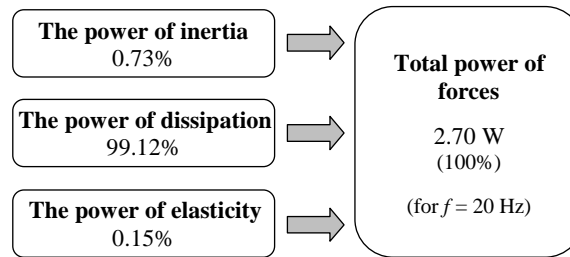 The power of inertia
0.73%
The power of dissipation
99.12%
The power of elasticity
0.15%
Total power of
forces
2.70 W
(100%)
(for f = 20 Hz)